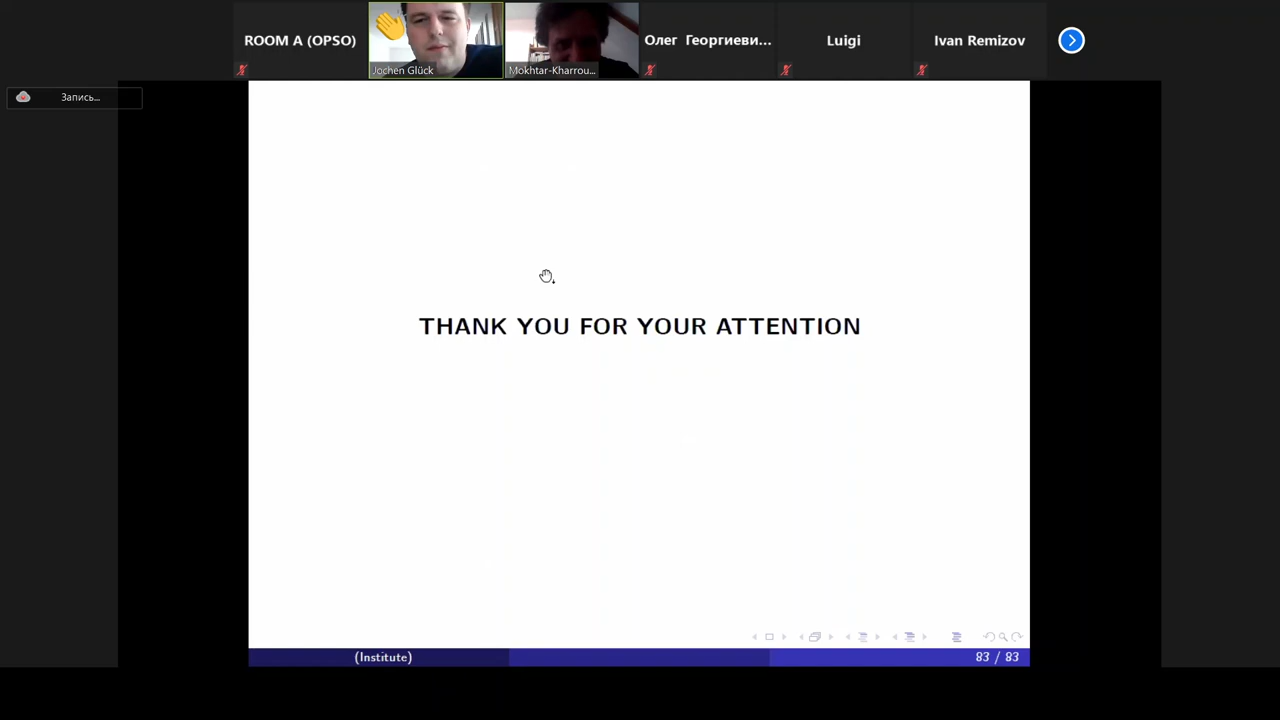 ROOM A (OPSO)
Jochen Glück
Mokhtar-Kharrou...
Олег Георгиеви...
Luigi
Ivan Remizov
Запись...
THANK YOU FOR YOUR ATTENTION
(Institute)
83 / 83